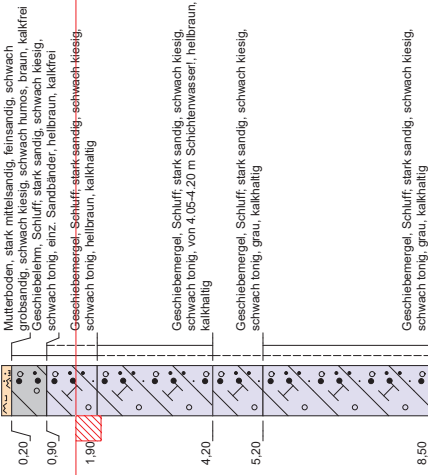 Mutterboden, stark mittelsandig, feinsandig, schwach
grobsandig, schwach kiesig, schwach humos, braun, kalkfrei
Geschiebelehm, Schluff; stark sandig, schwach kiesig,
schwach tonig, einz. Sandbänder, hellbraun, kalkfrei
Geschiebemergel, Schluff; stark sandig, schwach kiesig,
schwach tonig, hellbraun, kalkhaltig
Geschiebemergel, Schluff; stark sandig, schwach kiesig,
schwach tonig, von 4.05-4.20 m Schichtenwasser!, hellbraun,
kalkhaltig
Geschiebemergel, Schluff; stark sandig, schwach kiesig,
schwach tonig, grau, kalkhaltig
Geschiebemergel, Schluff; stark sandig, schwach kiesig,
schwach tonig, grau, kalkhaltig
0,20
0,90
1,90
4,20
5,20
8,50